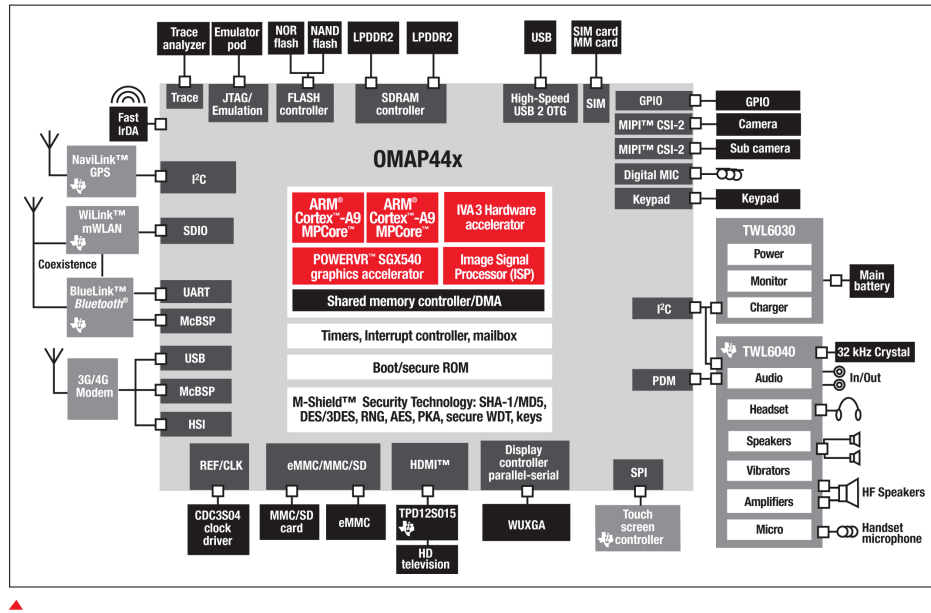 Trace
analyzer
Emulator
pod
NOR
flash
NAND
flash
LPDDR2
LPDDR2
USB
SIM card
MM card
Trace
JTAG/
Emulation
FLASH
controller
SDRAM
controller
High-Speed
USB 2 OTG
SIM
GPIO
GPIO
MIPI™ CSI-2
Camera
MIPI™ CSI-2
Sub camera
Digital MIC
Keypad
Keypad
Fast
IrDA
OMAP44x
NaviLink™
GPS
I²C
WiLink™
mWLAN
SDIO
Coexistence
BlueLink™
Bluetooth®
UART
McBSP
3G/4G
Modem
USB
McBSP
HSI
ARM®
Cortex™-A9
MPCore™
ARM®
Cortex™-A9
MPCore™
IVA 3 Hardware
accelerator
POWERVR™ SGX540
graphics accelerator
Image Signal
Processor (ISP)
Shared memory controller/DMA
Timers, Interrupt controller, mailbox
Boot/secure ROM
M-Shield™ Security Technology: SHA-1/MD5,
DES/3DES, RNG, AES, PKA, secure WDT, keys
I²C
PDM
TWL6030
Power
Monitor
Charger
Main
battery
TWL6040
32 kHz Crystal
Audio
In/Out
Headset
Speakers
Vibrators
Amplifiers
HF Speakers
Micro
Handset
microphone
REF/CLK
eMMC/MMC/SD
HDMI™
Display
controller
parallel-serial
SPI
CDC3S04
clock
driver
MMC/SD
card
eMMC
TPD12S015
HD
television
WUXGA
Touch
screen
controller